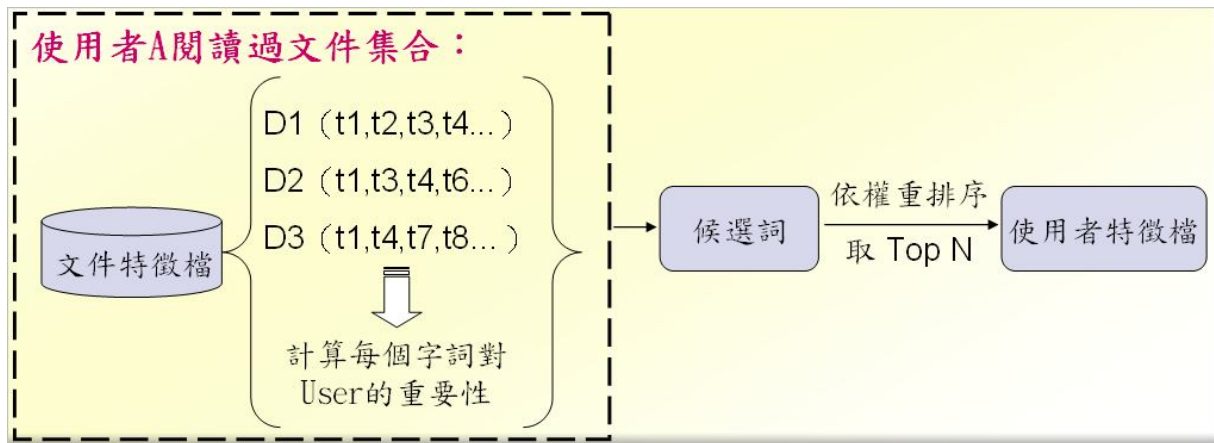 使用者A閱讀過文件集合：
D1（t1,t2,t3,t4...）
D2（t1,t3,t4,t6...）
D3（t1,t4,t7,t8...）
文件特徵檔
計算每個字詞對
User的重要性
候選詞
依權重排序
取 Top N
使用者特徵檔